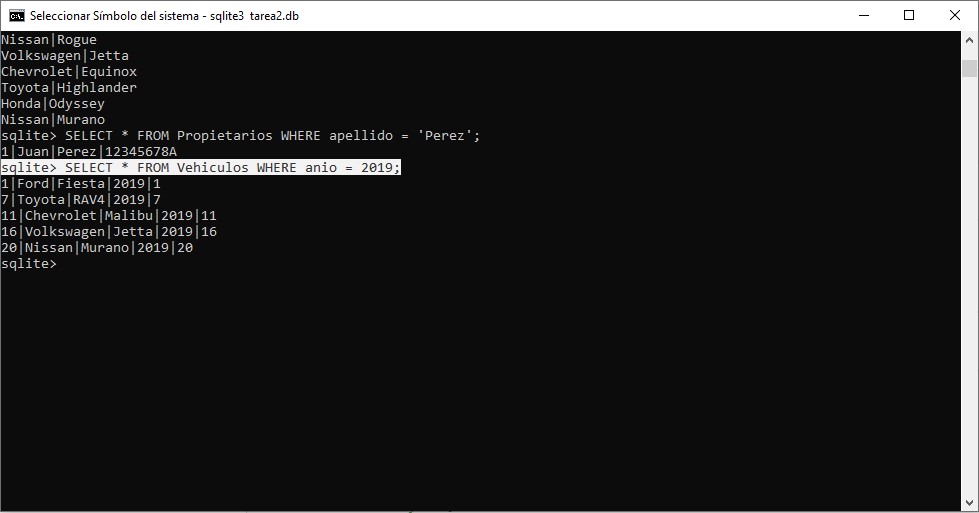 Seleccionar Símbolo del sistema - sqlite3  tarea2.db
Nissan|Rogue
Volkswagen|Jetta
Chevrolet|Equinox
Toyota|Highlander
Honda|Odyssey
Nissan|Murano
sqlite> SELECT * FROM Propietarios WHERE apellido = 'Perez';
1|Juan|Perez|12345678A
sqlite> SELECT * FROM Vehiculos WHERE anio = 2019;
1|Ford|Fiesta|2019|1
7|Toyota|RAV4|2019|7
11|Chevrolet|Malibu|2019|11
16|Volkswagen|Jetta|2019|16
20|Nissan|Murano|2019|20
sqlite>